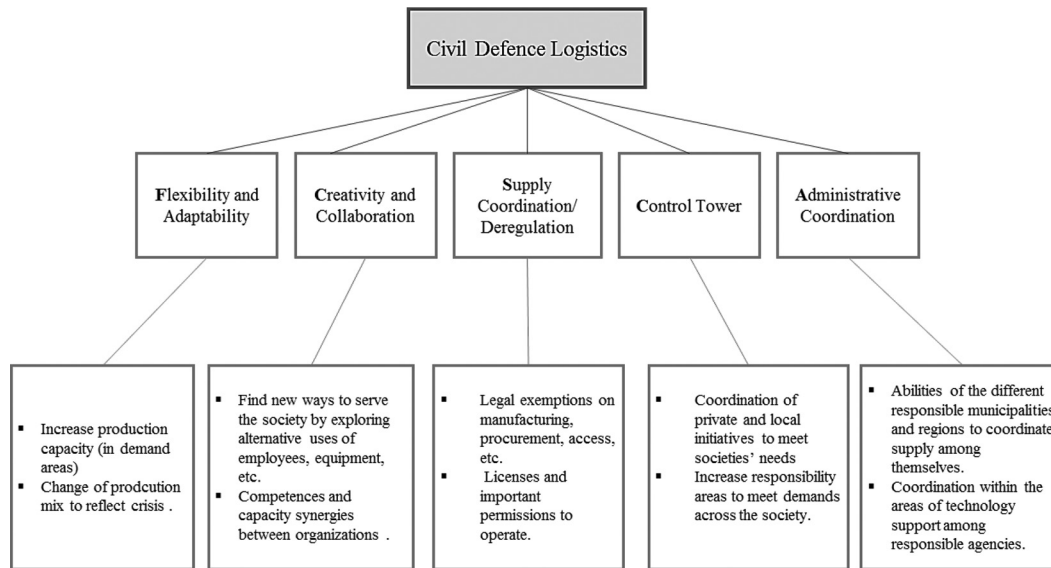 Civil Defence Logistics
Flexibility and
Adaptability
Creativity and
Collaboration
Supply
Coordination/
Deregulation
Control Tower
Administrative
Coordination
▪ Increase production
capacity (in demand
areas)
▪ Change of prodcution
mix to reflect crisis .
▪ Find new ways to serve
the society by exploring
alternative uses of
employees, equipment,
etc.
▪ Competences and
capacity synergies
between organizations .
▪ Legal exemptions on
manufacturing,
procurement, access,
etc.
▪ Licenses and
important
permissions to
operate.
▪ Coordination of
private and local
initiatives to meet
societies’ needs
▪ Increase responsibility
areas to meet demands
across the society.
▪ Abilities of the different
responsible municipalities
and regions to coordinate
supply among
themselves.
▪ Coordination within the
areas of technology
support among
responsible agencies.